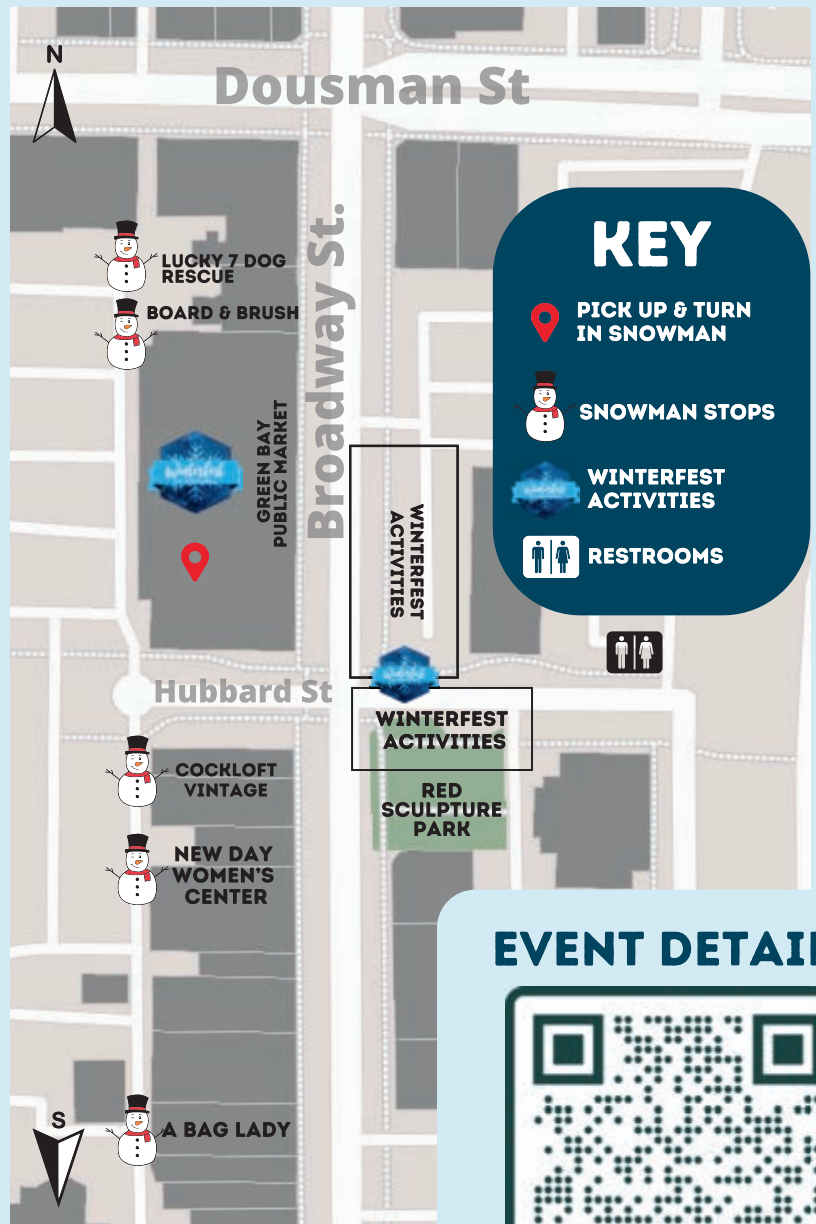 N
Dousman St
Broadway St.
LUCKY 7 DOG
RESCUE
BOARD & BRUSH
GREEN BAY
PUBLIC MARKET
WINTERFEST
ACTIVITIES
KEY
PICK UP & TURN
IN SNOWMAN
SNOWMAN STOPS
WINTERFEST
ACTIVITIES
RESTROOMS
Hubbard St
WINTERFEST
ACTIVITIES
RED
SCULPTURE
PARK
COCKLOFT
VINTAGE
NEW DAY
WOMEN'S
CENTER
A BAG LADY
S
EVENT DETAI